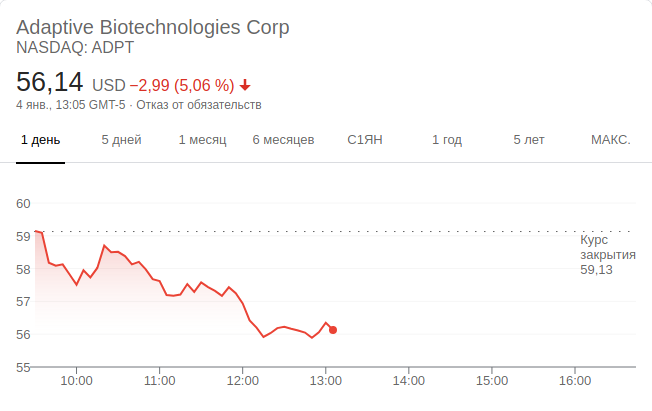 Adaptive Biotechnologies Corp
NASDAQ: ADPT
56,14 USD −2,99 (5,06 %)
4 янв., 13:05 GMT-5 · Отказ от обязательств
1 день 5 дней 1 месяц 6 месяцев С1ЯН 1 год 5 лет МАКС.
60
59
Курс
закрытия
59,13
58
57
56
55
10:00 11:00 12:00 13:00 14:00 15:00 16:00